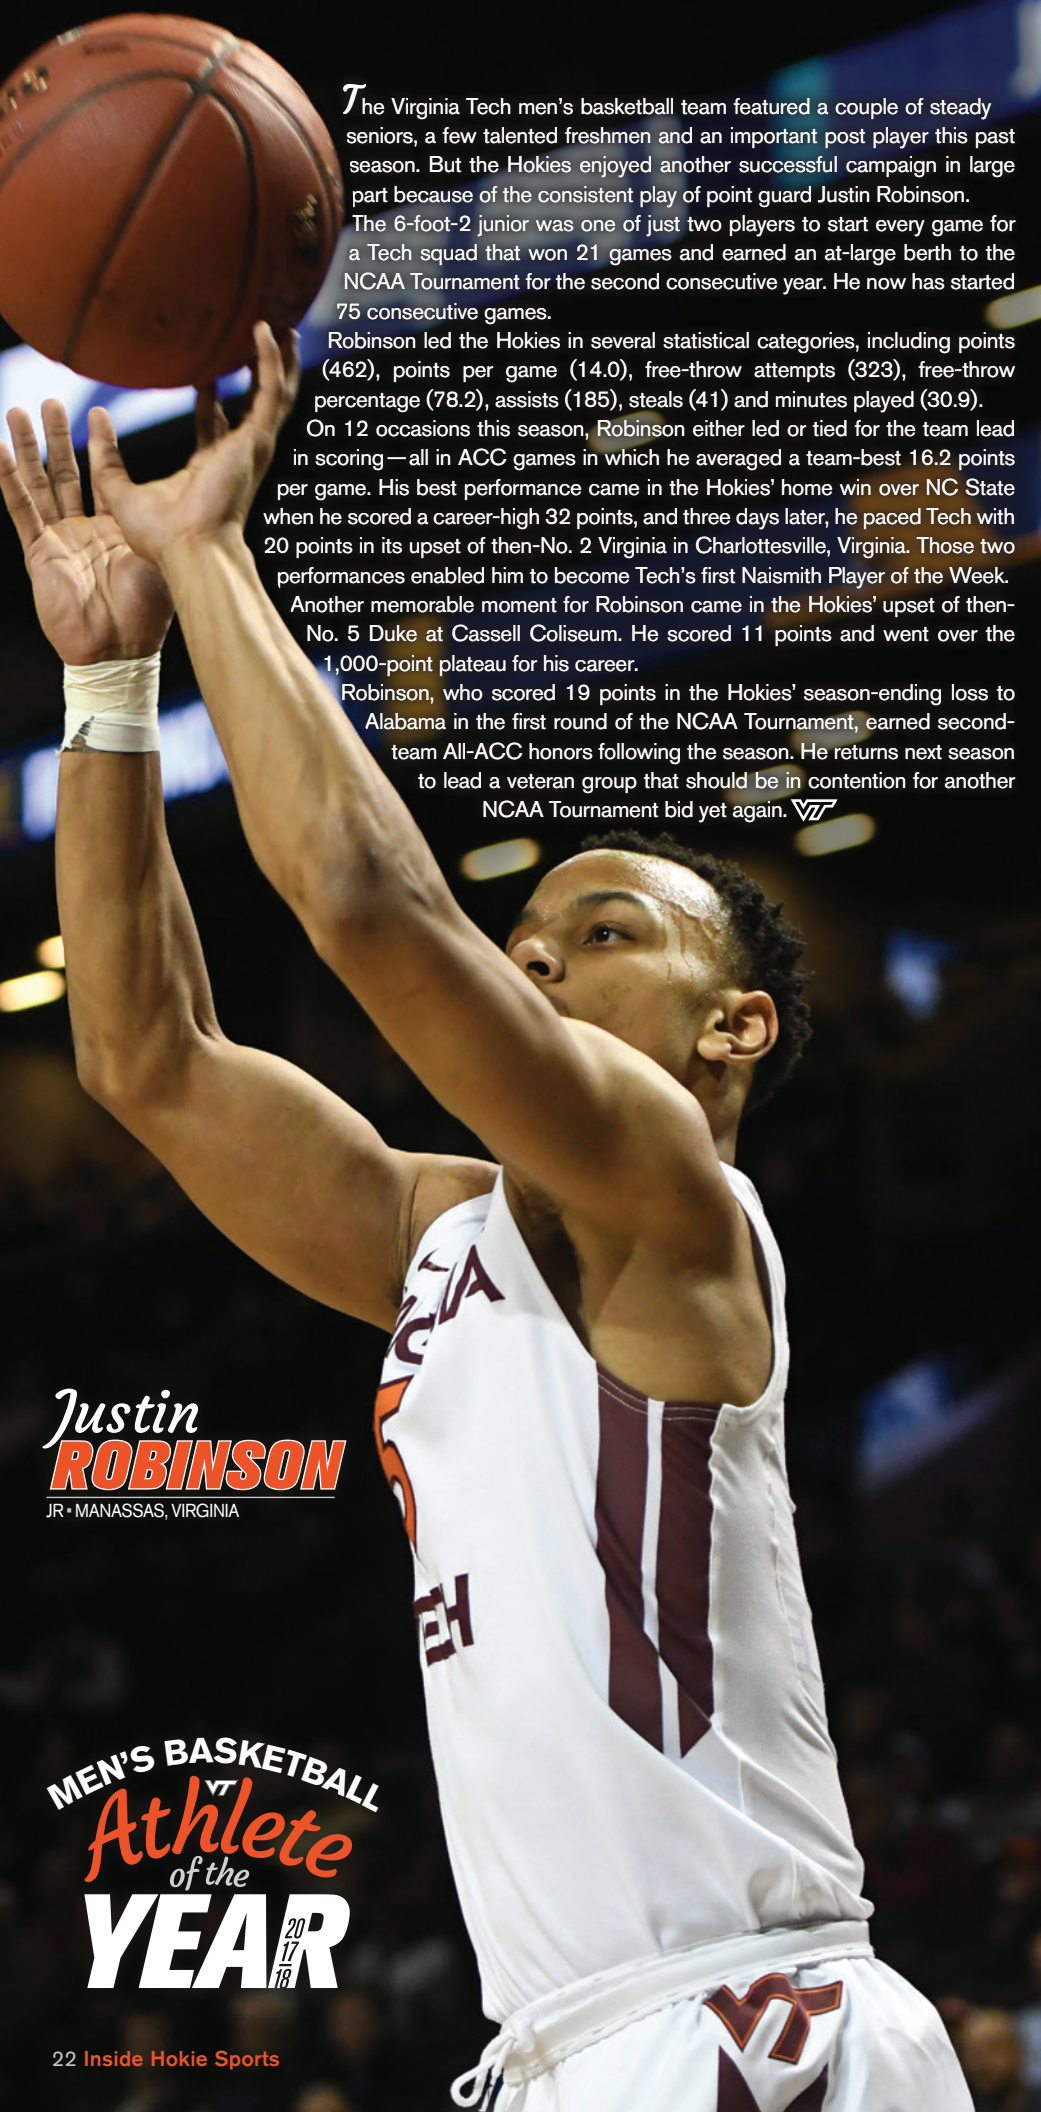 The Virginia Tech men's basketball team featured a couple of steady
seniors, a few talented freshmen and an important post player this past
season. But the Hokies enjoyed another successful campaign in large
part because of the consistent play of point guard Justin Robinson.
The 6-foot-2 junior was one of just two players to start every game for
a Tech squad that won 21 games and earned an at-large berth to the
NCAA Tournament for the second consecutive year. He now has started
75 consecutive games.
Robinson led the Hokies in several statistical categories, including points
(462), points per game (14.0), free-throw attempts (323), free-throw
percentage (78.2), assists (185), steals (41) and minutes played (30.9).
On 12 occasions this season, Robinson either led or tied for the team lead
in scoring — all in ACC games in which he averaged a team-best 16.2 points
per game. His best performance came in the Hokies' home win over NC State
when he scored a career-high 32 points, and three days later, he paced Tech with
20 points in its upset of then-No. 2 Virginia in Charlottesville, Virginia. Those two
performances enabled him to become Tech's first Naismith Player of the Week.
Another memorable moment for Robinson came in the Hokies' upset of then-
No. 5 Duke at Cassell Coliseum. He scored 11 points and went over the
1,000-point plateau for his career.
Robinson, who scored 19 points in the Hokies' season-ending loss to
Alabama in the first round of the NCAA Tournament, earned second-
team All-ACC honors following the season. He returns next season
to lead a veteran group that should be in contention for another
NCAA Tournament bid yet again. VT
Justin
ROBINSON
JR • MANASSAS, VIRGINIA
MEN'S BASKETBALL
VT
Athlete
of the
YEAR
20
17
18
22 Inside Hokie Sports